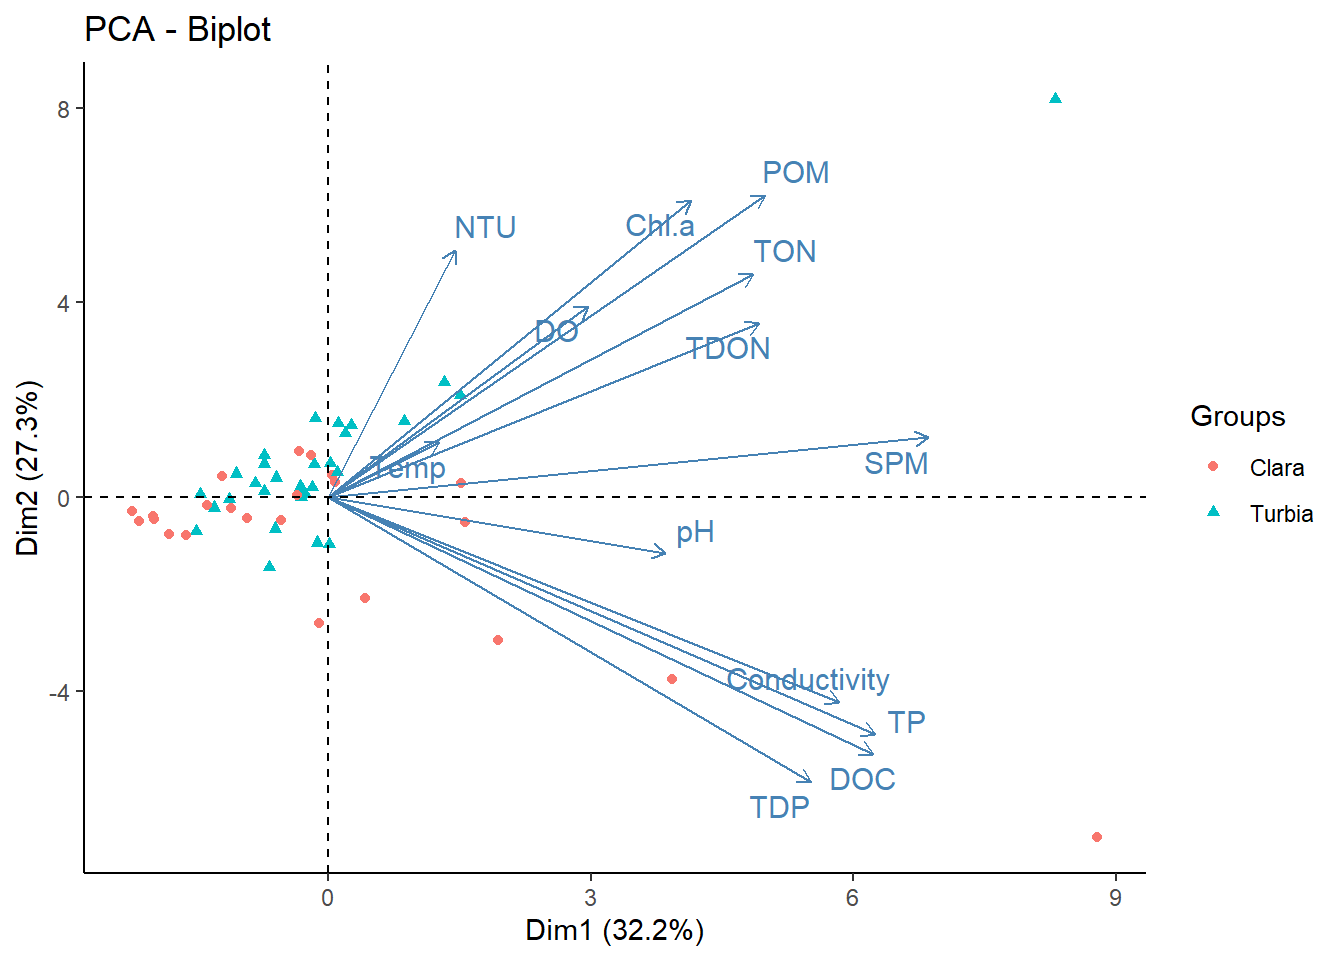 PCA - Biplot
Dim2 (27.3%)
8
4
0
-4
POM
Chl.a
NTU
TON
DO
TDON
Temp
SPM
pH
Conductivity
TP
DOC
TDP
0
3
6
9
Dim1 (32.2%)
Groups
Clara
Turbia